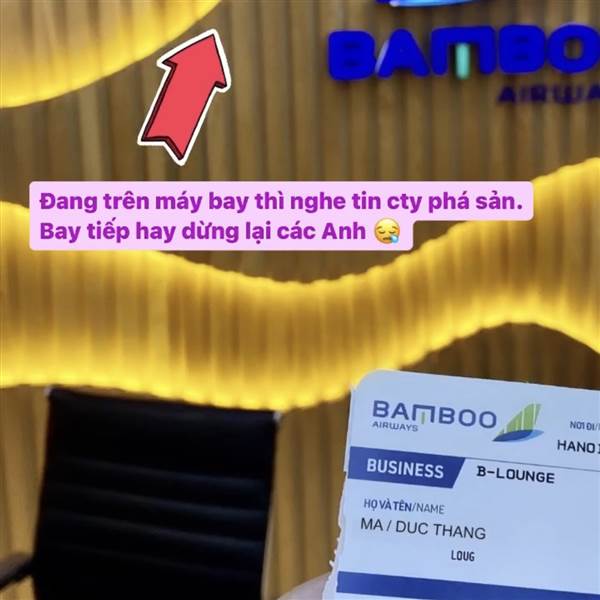 BAMBOO
AIRWAYS
Đang trên máy bay thì nghe tin cty phá sản.
Bay tiếp hay dừng lại các Anh 😪
BAMBOO
AIRWAYS
NƠI ĐI/
BUSINESS
B-LOUNGE
HỌ VÀ TÊN/NAME
MA / DUC THANG
LOUG